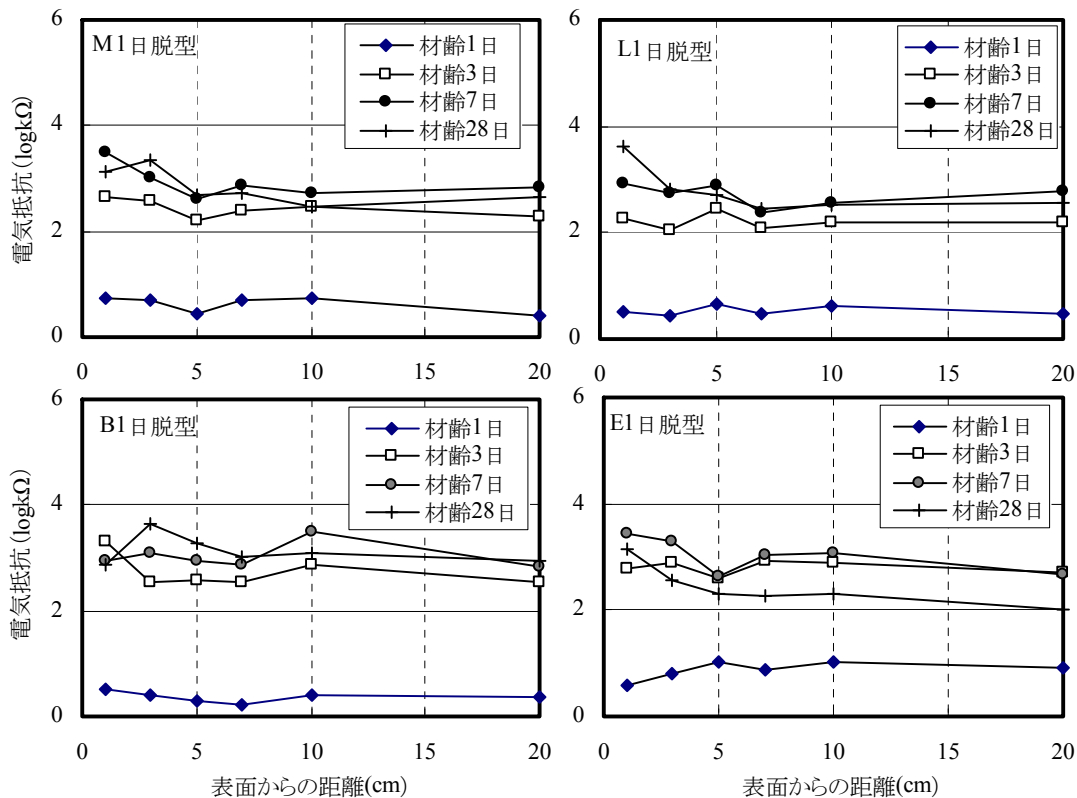 6
4
2
0
電気抵抗(logkΩ)
M1日脱型
材齢1日
材齢3日
材齢7日
材齢28日
0 5 10 15 20
6
4
2
0
L1日脱型
材齢1日
材齢3日
材齢7日
材齢28日
0 5 10 15 20
6
4
2
0
電気抵抗(logkΩ)
B1日脱型
材齢1日
材齢3日
材齢7日
材齢28日
0 5 10 15 20
表面からの距離(cm)
6
4
2
0
E1日脱型
材齢1日
材齢3日
材齢7日
材齢28日
0 5 10 15 20
表面からの距離(cm)